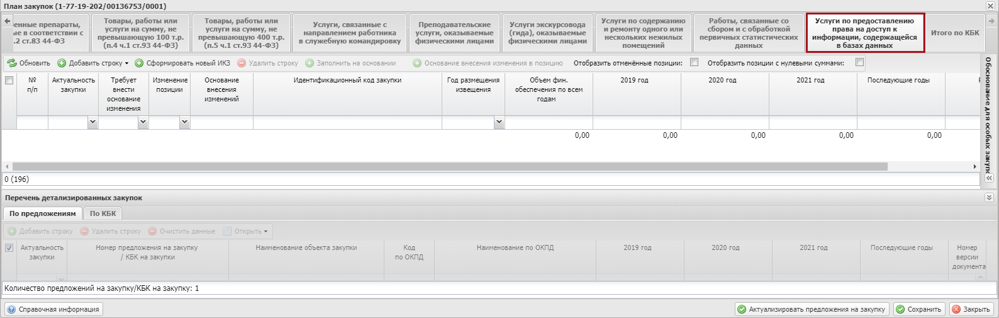 План закупок (1-77-19-202/00136753/0001)
енные препараты,
ые в соответствии с
.2 ст.83 44-ФЗ
Товары, работы или
услуги на сумму, не
превышающую 100 т.р.
(п.4 ч.1 ст.93 44-ФЗ)
Товары, работы или
услуги на сумму, не
превышающую 400 т.р.
(п.5 ч.1 ст.93 44-ФЗ)
Услуги, связанные с
направлением работника
в служебную командировку
Преподавательские
услуги, оказываемые
физическими лицами
Услуги экскурсовода
(гида), оказываемые
физическими лицами
Услуги по содержанию
и ремонту одного или
нескольких нежилых
помещений
Работы, связанные со
сбором и с обработкой
первичных статистических
данных
Услуги по предоставлению
права на доступ к
информации, содержащейся
в базах данных
Итого по КБК
Обновить Добавить строку Сформировать новый ИКЗ Удалить строку Заполнить на основании Основание внесения изменения в позицию Отобразить отменённые позиции: Отобразить позиции с нулевыми суммами:
Обоснование для особых закупо
№
п/п
Актуальность
закупки
Требует
внести
основание
изменения
Изменение
позиции
Основание
внесения
изменений
Идентификационный код закупки
Год размещения
извещения
Объем фин.
обеспечения по всем
годам
2019 год
2020 год
2021 год
Последующие годы
0,00 0,00 0,00 0,00 0,00
0 (196)
Перечень детализированных закупок
По предложениям По КБК
Добавить строку Удалить строку Очистить данные Открыть
Актуальность
закупки
Номер предложения на закупку
/ КБК на закупки
Наименование объекта закупки
Код
по ОКПД
Наименование по ОКПД
2019 год
2020 год
2021 год
Последующие годы
Номер
версии
документа
Количество предложений на закупку/КБК на закупку: 1
Справочная информация Актуализировать предложения на закупку Сохранить Закрыть